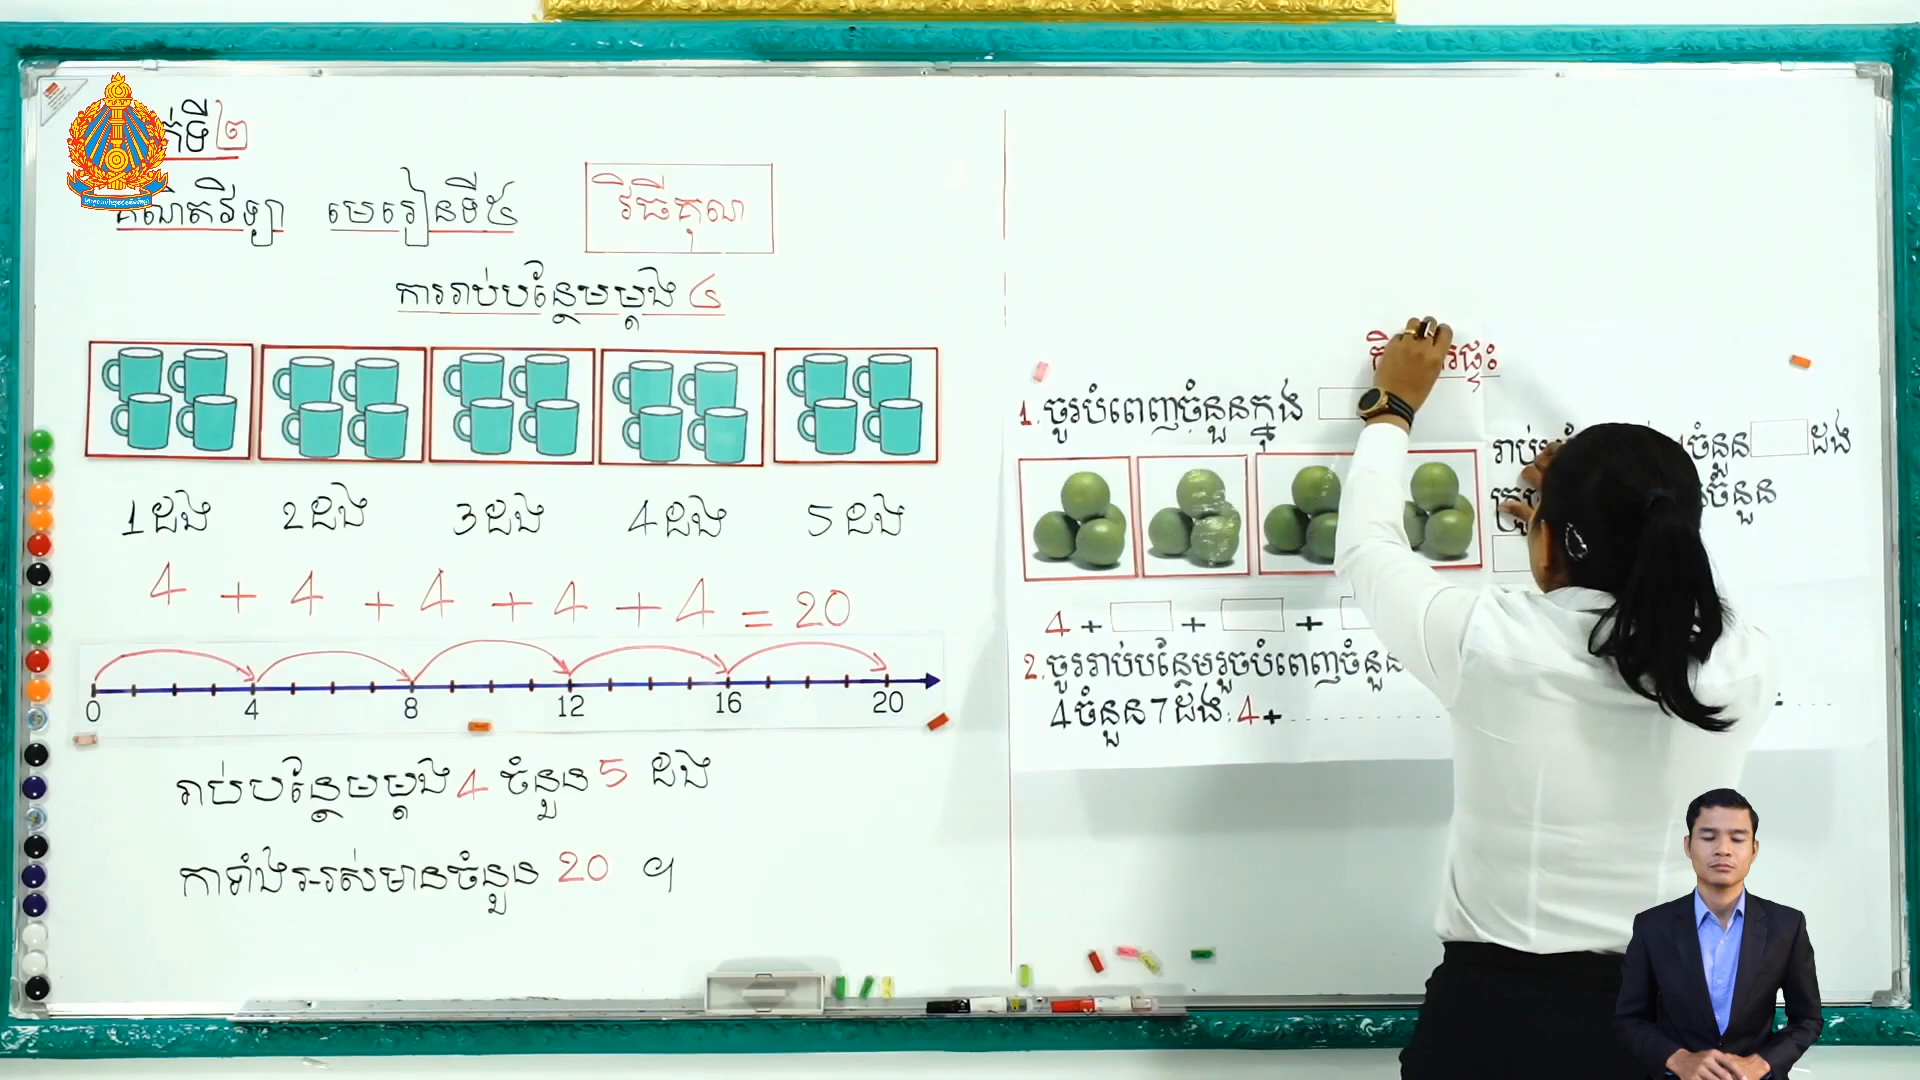 ទី២
គណិតវិទ្យា មេរៀនទី៥ វិធីគុណ
ការរាប់បន្ថែមម្តង ៤
1ដង 2ដង 3ដង 4ដង 5ដង
4 + 4 + 4 + 4 + 4 = 20
0 4 8 12 16 20
រាប់បន្ថែមម្តង 4 ចំនួន 5 ដង
កាទាំងអស់មានចំនួន 20 ។
1. ចូរបំពេញចំនួនក្នុង
ចំនួន ដង
ចំនួន
4 + + +
2. ចូររាប់បន្ថែមរួចបំពេញចំនួន
4ចំនួន7ដង: 4+